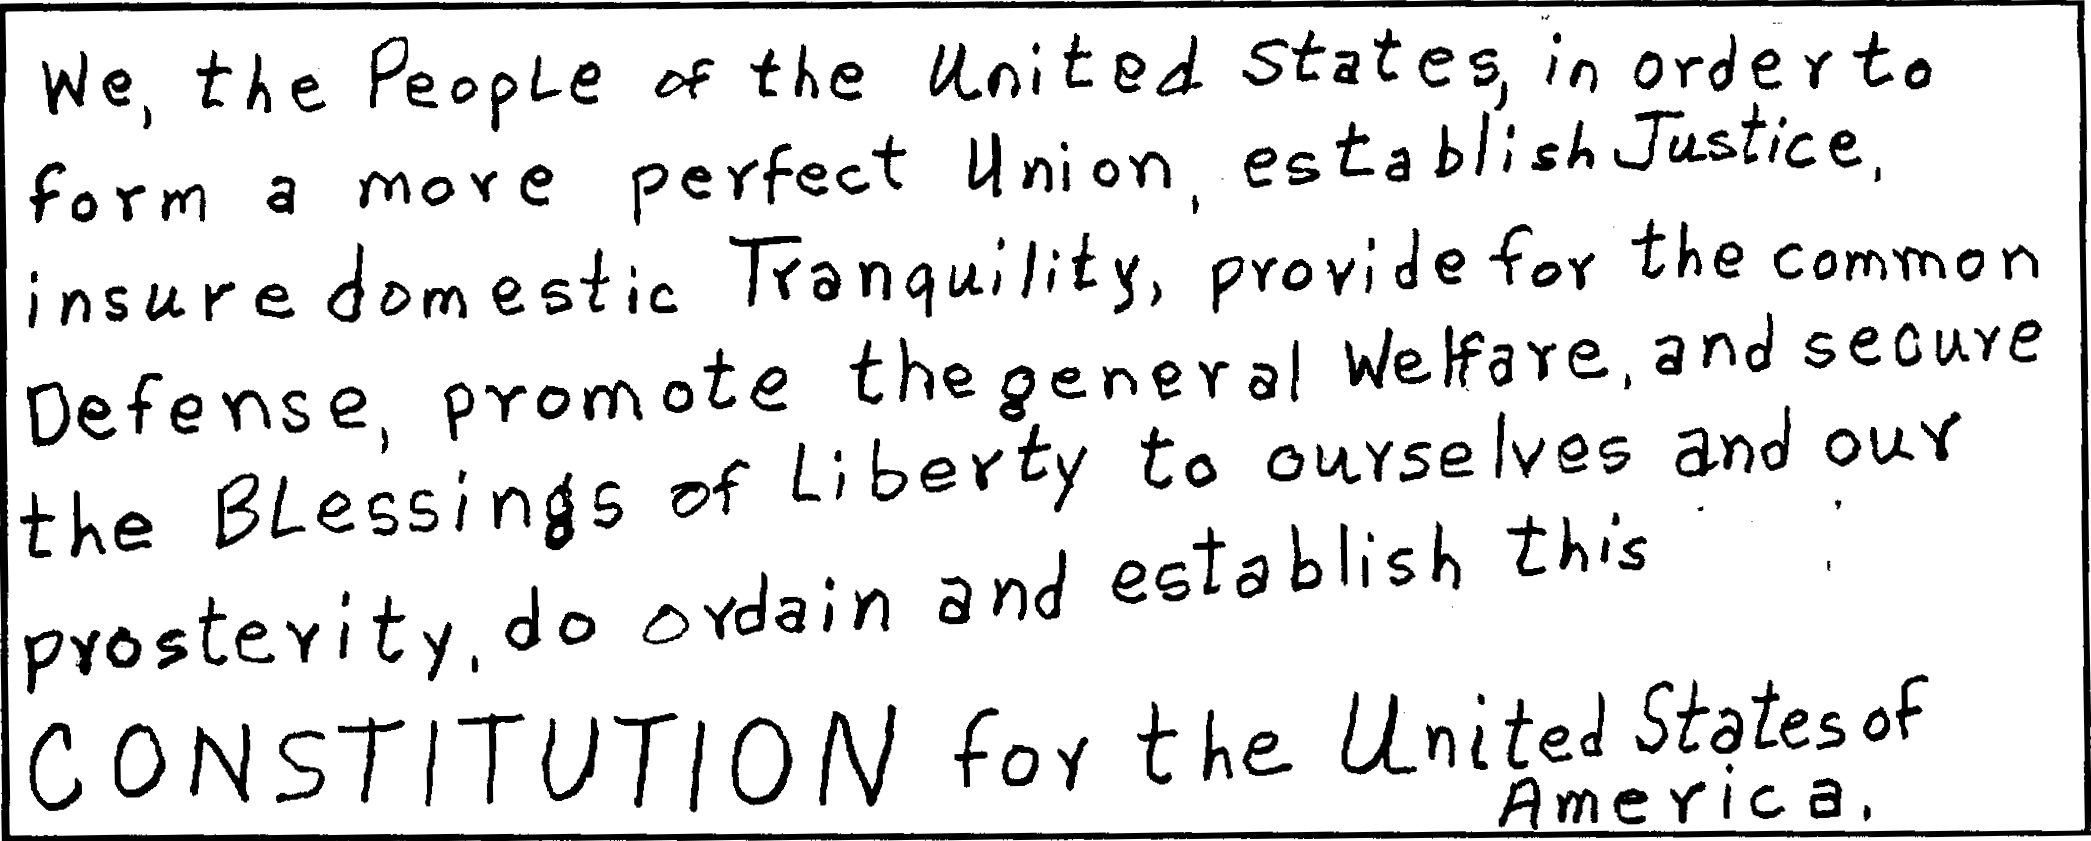 We, the People of the United States, in order to
form a more perfect Union, establish Justice,
insure domestic Tranquility, provide for the common
Defense, promote the general Welfare, and secure
the BLessings of Liberty to ourselves and our
prosterity, do ordain and establish this
CONSTITUTION for the United States of
America.